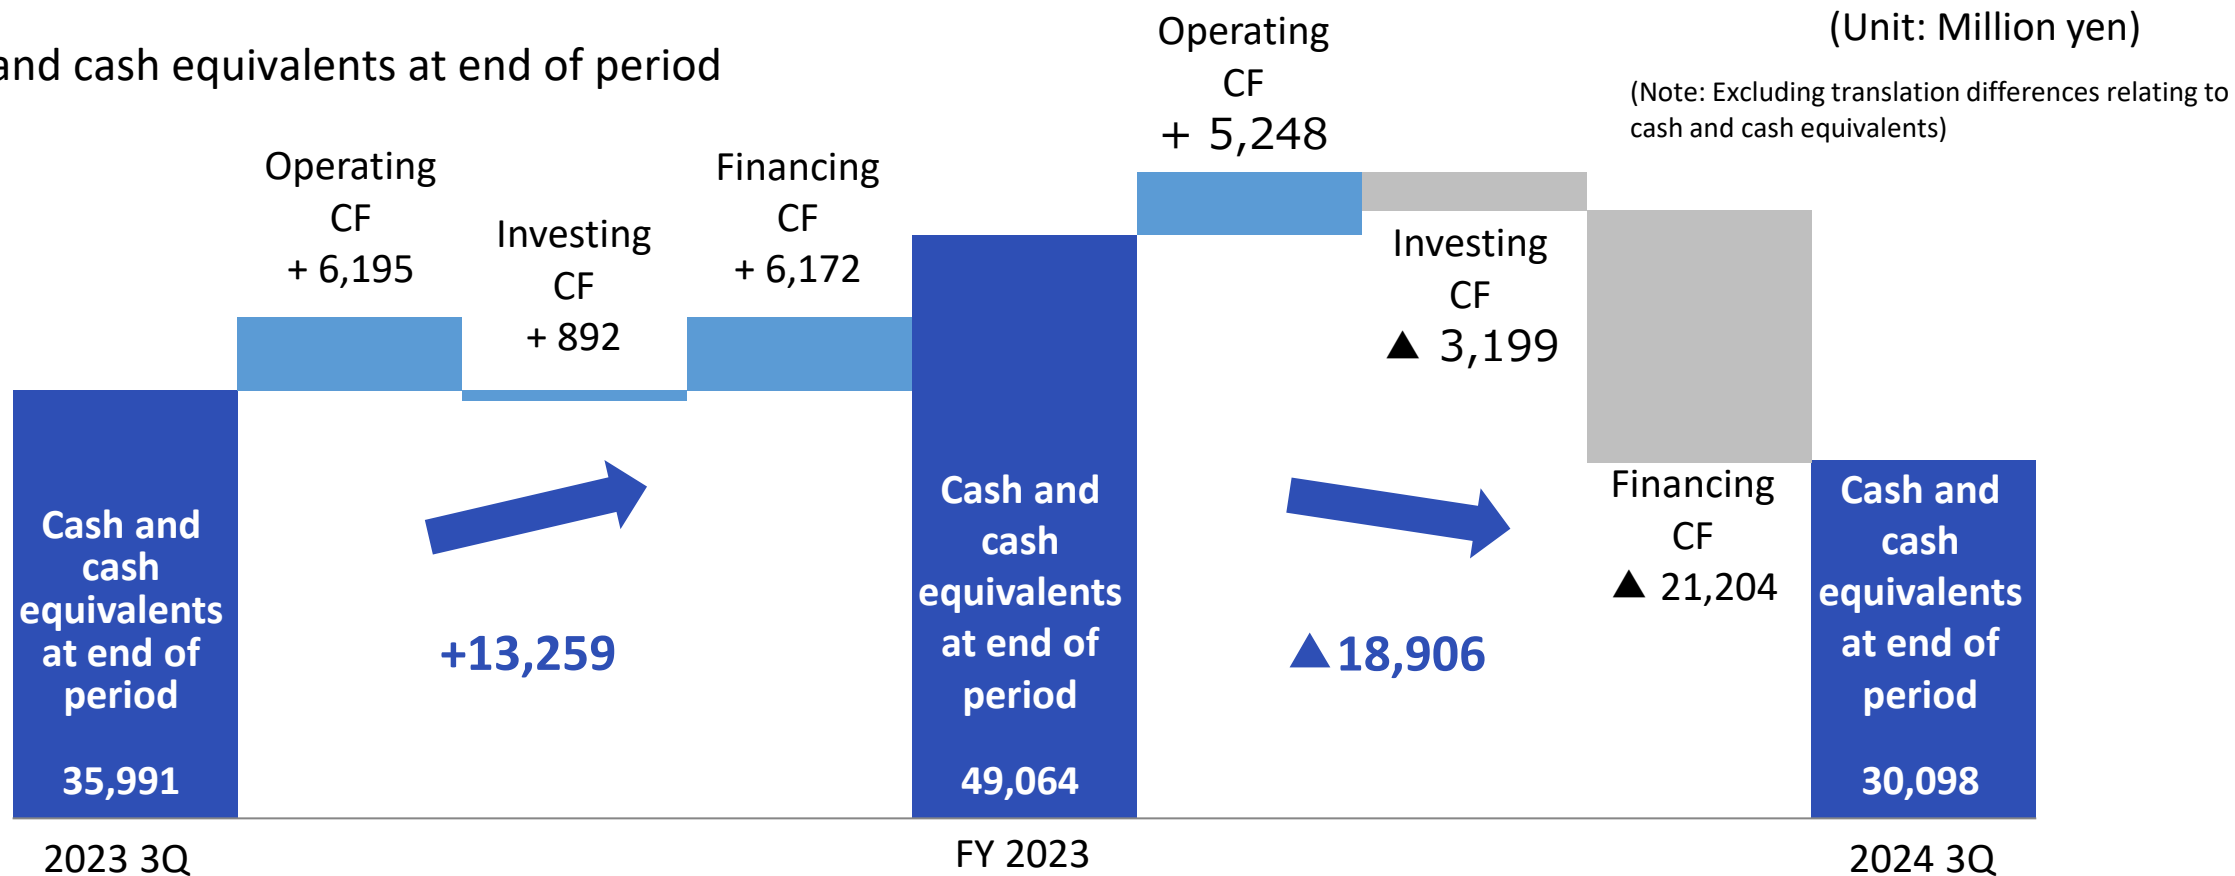 and cash equivalents at end of period
(Unit: Million yen)
(Note: Excluding translation differences relating to
cash and cash equivalents)
Operating
CF
+ 6,195
Investing
CF
+ 892
Financing
CF
+ 6,172
Operating
CF
+ 5,248
Investing
CF
▲ 3,199
Financing
CF
▲ 21,204
Cash and
cash
equivalents
at end of
period
35,991
+13,259
Cash and
cash
equivalents
at end of
period
49,064
▲18,906
Cash and
cash
equivalents
at end of
period
30,098
2023 3Q
FY 2023
2024 3Q